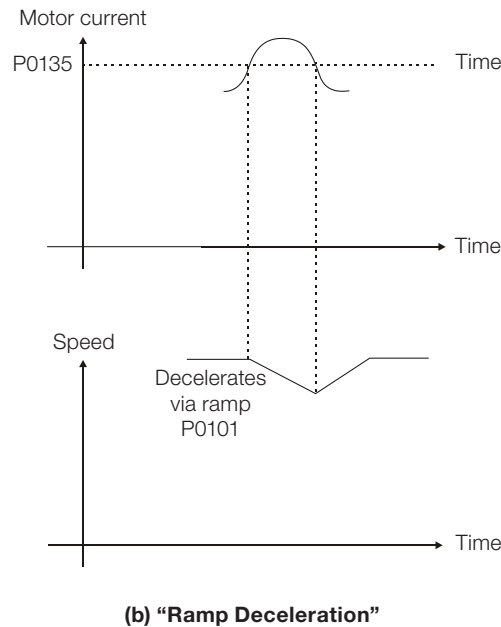 Motor current
P0135
Time
Time
Speed
Decelerates
via ramp
P0101
Time
(b) “Ramp Deceleration”